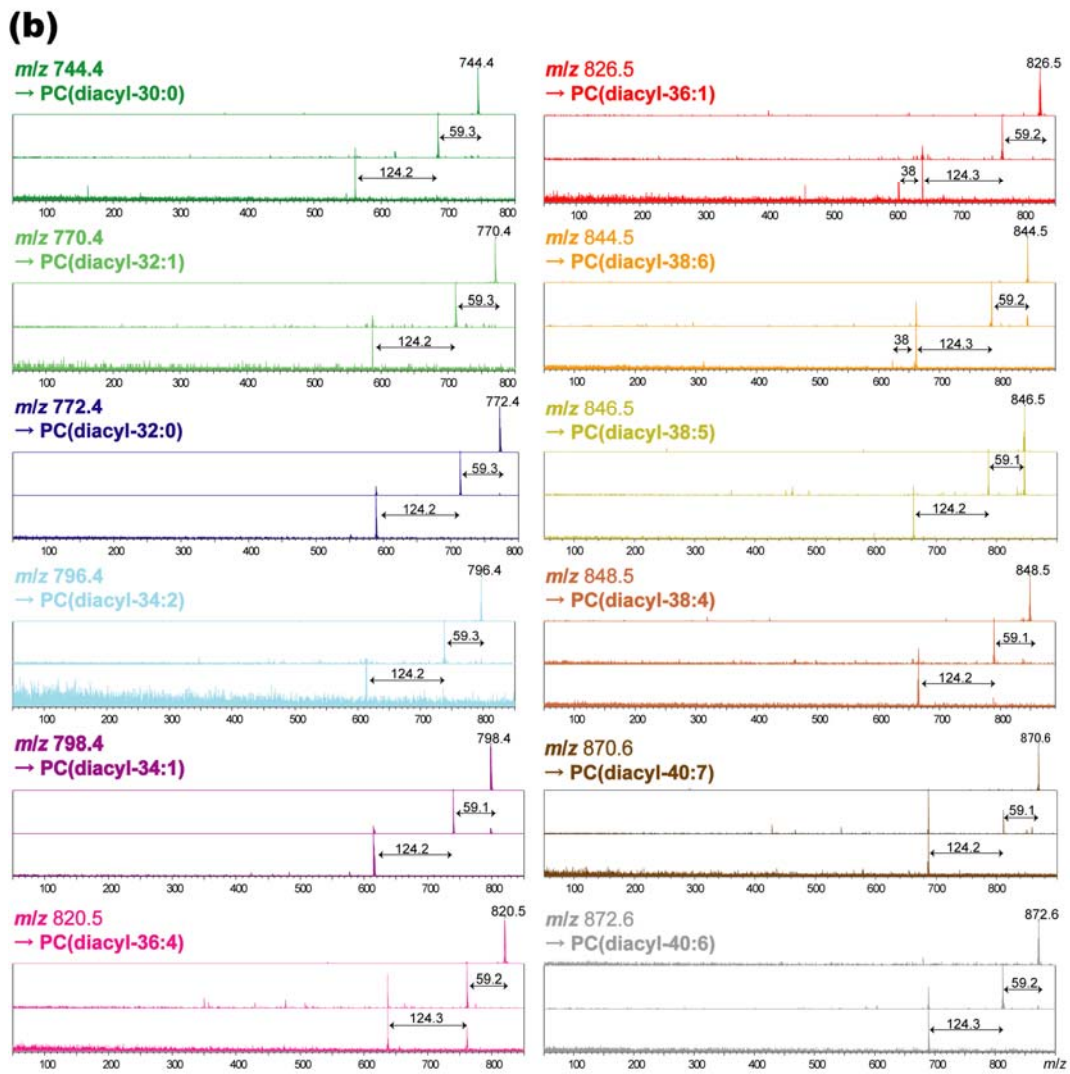 (b)
m/z 744.4
→ PC(diacyl-30:0)
744.4
59.3
124.2
100 200 300 400 500 600 700 800
m/z 770.4
→ PC(diacyl-32:1)
770.4
59.3
124.2
100 200 300 400 500 600 700 800
m/z 772.4
→ PC(diacyl-32:0)
772.4
59.3
124.2
100 200 300 400 500 600 700 800
m/z 796.4
→ PC(diacyl-34:2)
796.4
59.3
124.2
100 200 300 400 500 600 700 800
m/z 798.4
→ PC(diacyl-34:1)
798.4
59.1
124.2
100 200 300 400 500 600 700 800
m/z 820.5
→ PC(diacyl-36:4)
820.5
59.2
124.3
100 200 300 400 500 600 700 800
m/z 826.5
→ PC(diacyl-36:1)
826.5
59.2
38
124.3
100 200 300 400 500 600 700 800
m/z 844.5
→ PC(diacyl-38:6)
844.5
59.2
38
124.3
100 200 300 400 500 600 700 800
m/z 846.5
→ PC(diacyl-38:5)
846.5
59.1
124.2
100 200 300 400 500 600 700 800
m/z 848.5
→ PC(diacyl-38:4)
848.5
59.1
124.2
100 200 300 400 500 600 700 800
m/z 870.6
→ PC(diacyl-40:7)
870.6
59.1
124.2
100 200 300 400 500 600 700 800
m/z 872.6
→ PC(diacyl-40:6)
872.6
59.2
124.3
100 200 300 400 500 600 700 800 m/z